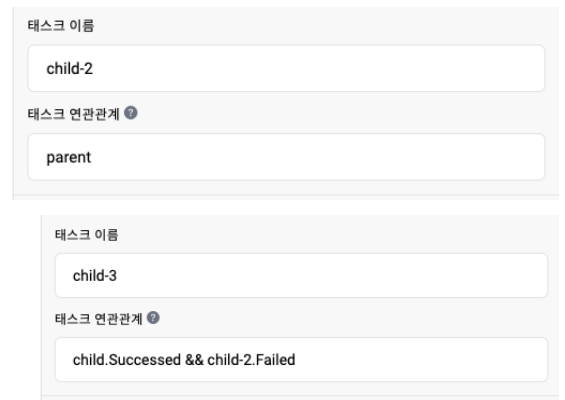 태스크 이름
child-2
태스크 연관관계 ?
parent
태스크 이름
child-3
태스크 연관관계 ?
child.Successed && child-2.Failed